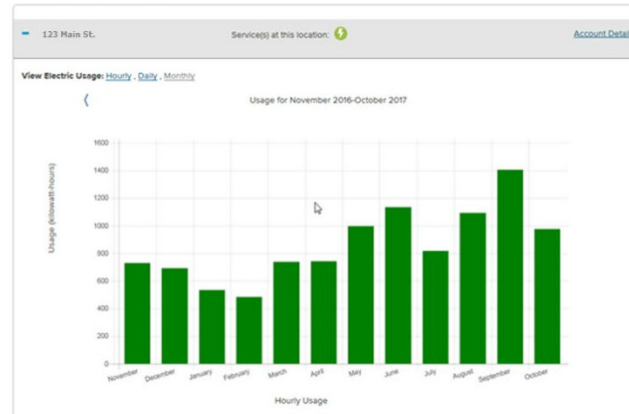 123 Main St.
Service(s) at this location:
Account Detai
View Electric Usage: Hourly , Daily , Monthly
Usage for November 2016-October 2017
Usage (kilowatt-hours)
1600
1400
1200
1000
800
600
400
200
0
November December January February March April May June July August September October
Hourly Usage